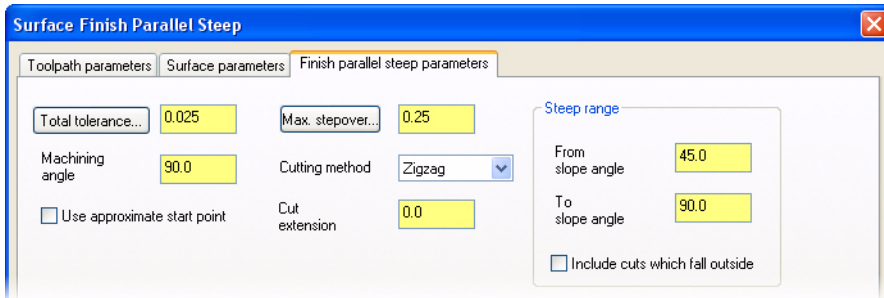 Surface Finish Parallel Steep
Toolpath parameters
Surface parameters
Finish parallel steep parameters
Total tolerance...
0.025
Max. stepover...
0.25
Machining
angle
90.0
Cutting method
Zigzag
Use approximate start point
Cut
extension
0.0
Steep range
From
slope angle
45.0
To
slope angle
90.0
Include cuts which fall outside